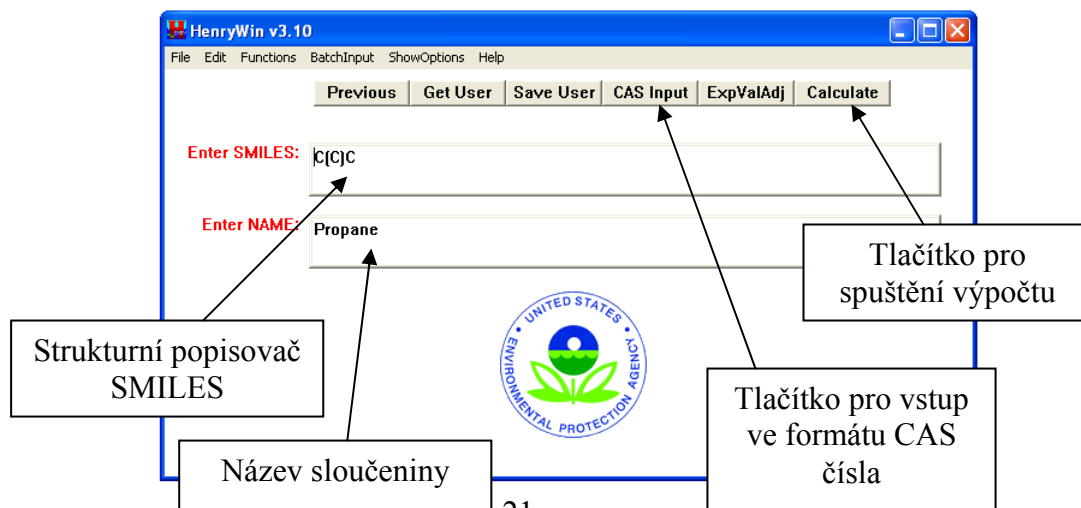 HenryWin v3.10
File Edit Functions BatchInput ShowOptions Help
Previous Get User Save User CAS Input ExpValAdj Calculate
Enter SMILES:
C(C)C
Enter NAME:
Propane
Tlačítko pro
spuštění výpočtu
Strukturní popisovač
SMILES
UNITED STATES
ENVIRONMENTAL PROTECTION AGENCY
Tlačítko pro vstup
ve formátu CAS
čísla
Název sloučeniny
21